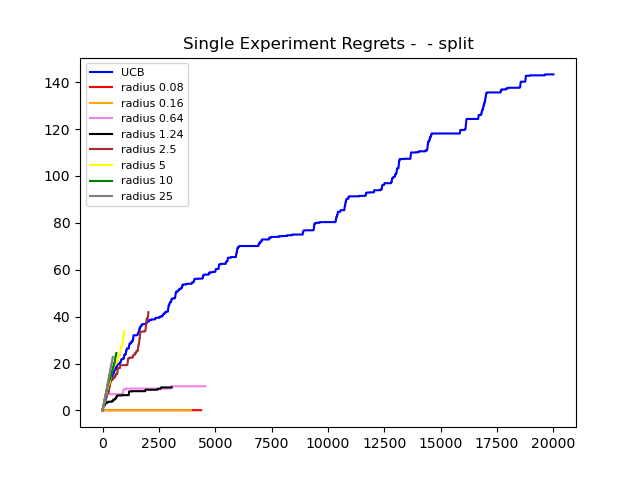 Single Experiment Regrets -  - split
UCB
radius 0.08
radius 0.16
radius 0.64
radius 1.24
radius 2.5
radius 5
radius 10
radius 25
140
120
100
80
60
40
20
0
0 2500 5000 7500 10000 12500 15000 17500 20000